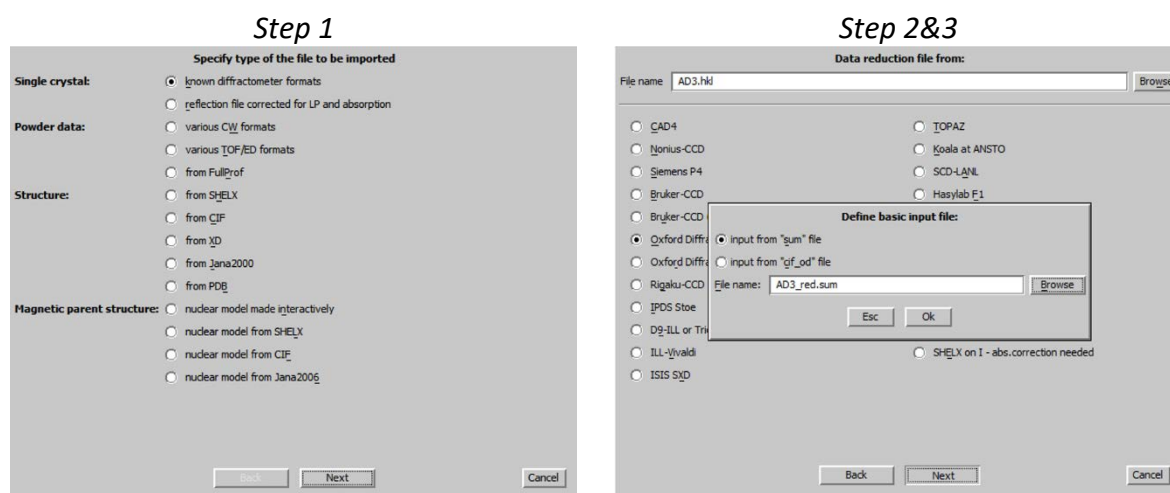 Step 1
Specify type of the file to be imported
Single crystal: known diffractometer formats
reflection file corrected for LP and absorption
Powder data: various CW formats
various TOF/ED formats
from FullProf
Structure: from SHELX
from CIF
from XD
from Jana2000
from PDB
Magnetic parent structure: nuclear model made interactively
nuclear model from SHELX
nuclear model from CIF
nuclear model from Jana2006
Back Next Cancel
Step 2&3
Data reduction file from:
File name AD3.hkl Browse
CAD4 TOPAZ
Nonius-CCD Koala at ANSTO
Siemens P4 SCD-LANL
Bruker-CCD Hasylab F1
Bruker-CCD
Define basic input file:
Oxford Diffra input from "sum" file
Oxford Diffra input from "cif_od" file
Rigaku-CCD File name: AD3_red.sum Browse
IPDS Stoe
Esc Ok
D9-ILL or Tri
ILL-Vivaldi SHELX on I - abs.correction needed
ISIS SXD
Back Next Cancel